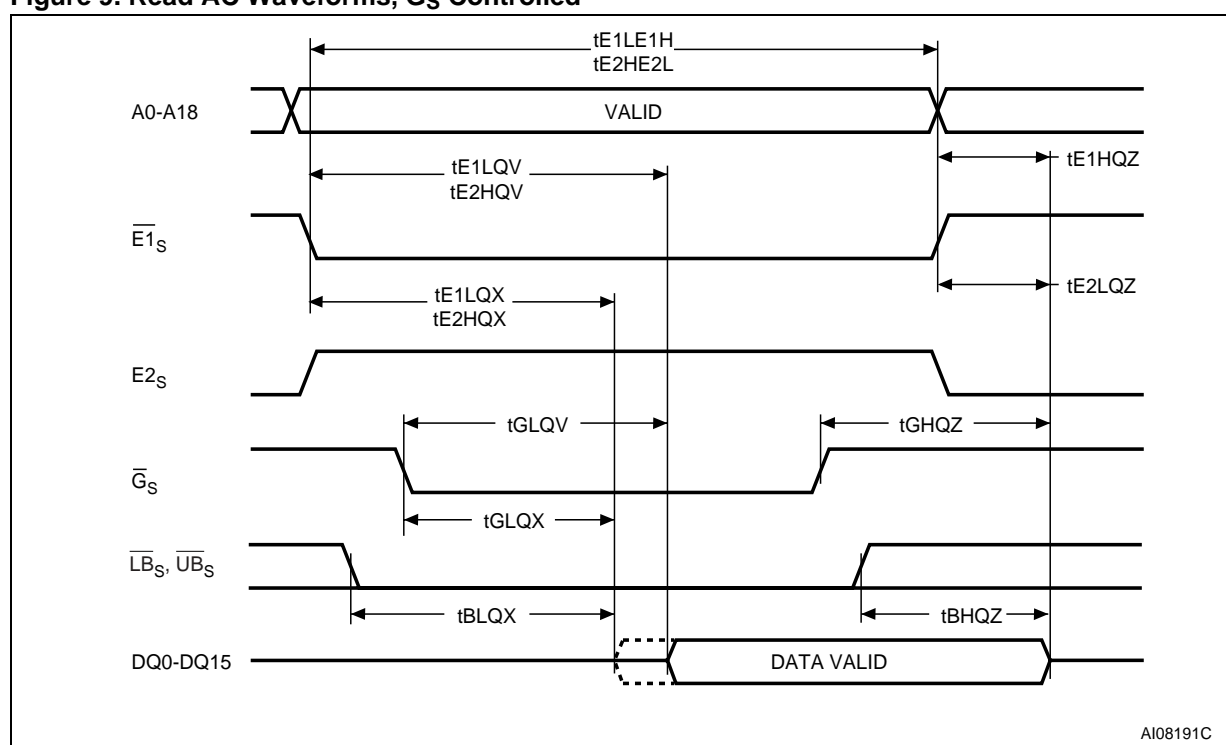 Figure 9. Read AC Waveforms, GS Controlled
tE1LE1H
tE2HE2L
A0-A18
VALID
tE1HQZ
tE1LQV
tE2HQV
E1S
tE2LQZ
tE1LQX
tE2HQX
E2S
tGLQV
tGHQZ
GS
tGLQX
LBS, UBS
tBLQX
tBHQZ
DQ0-DQ15
DATA VALID
AI08191C